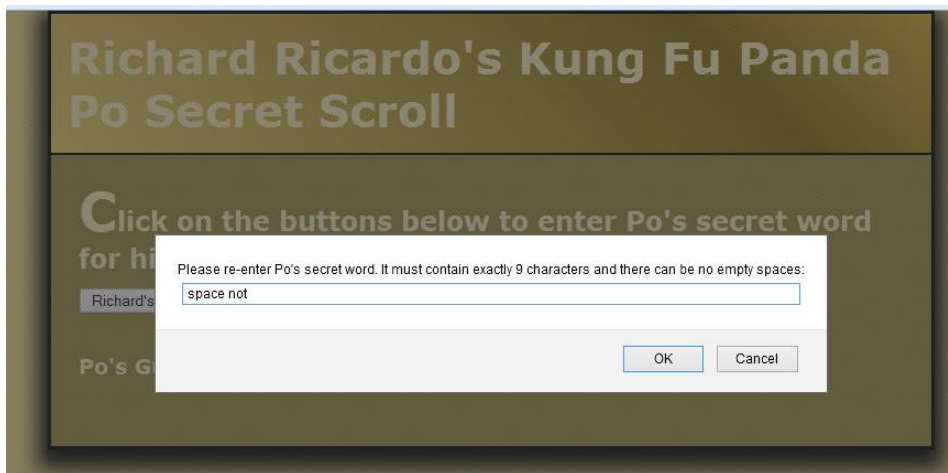 Richard Ricardo's Kung Fu Panda
Po Secret Scroll
Click on the buttons below to enter Po's secret word
for hi
Please re-enter Po's secret word. It must contain exactly 9 characters and there can be no empty spaces:
space not
Richard's
OK Cancel
Po's G